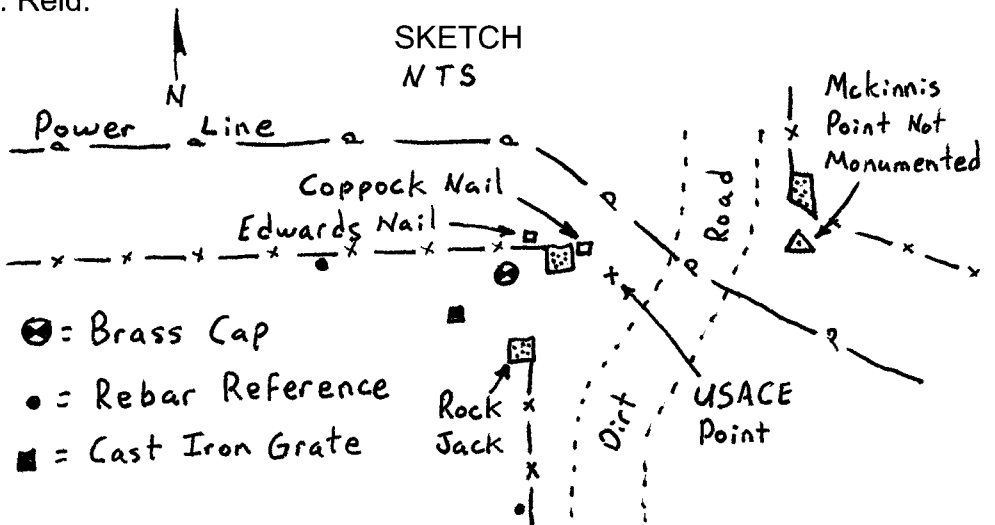 . Reid.
SKETCH
NTS
N
Power Line
Mckinnis
Point Not
Monumented
Coppock Nail
Edwards Nail
Road
= Brass Cap
= Rebar Reference
= Cast Iron Grate
Rock
Jack
Dirt
USACE
Point